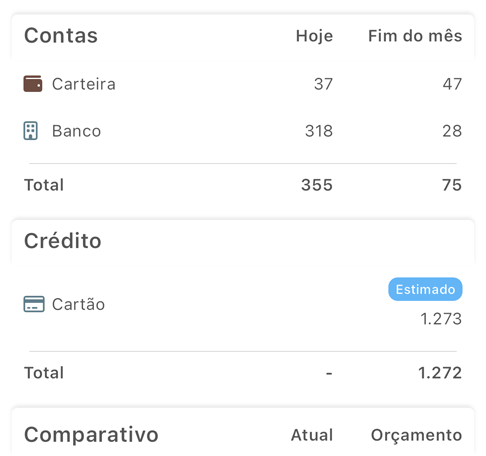 Contas Hoje Fim do mês
Carteira 37 47
Banco 318 28
Total 355 75
Crédito
Estimado
Cartão 1.273
Total - 1.272
Comparativo Atual Orçamento